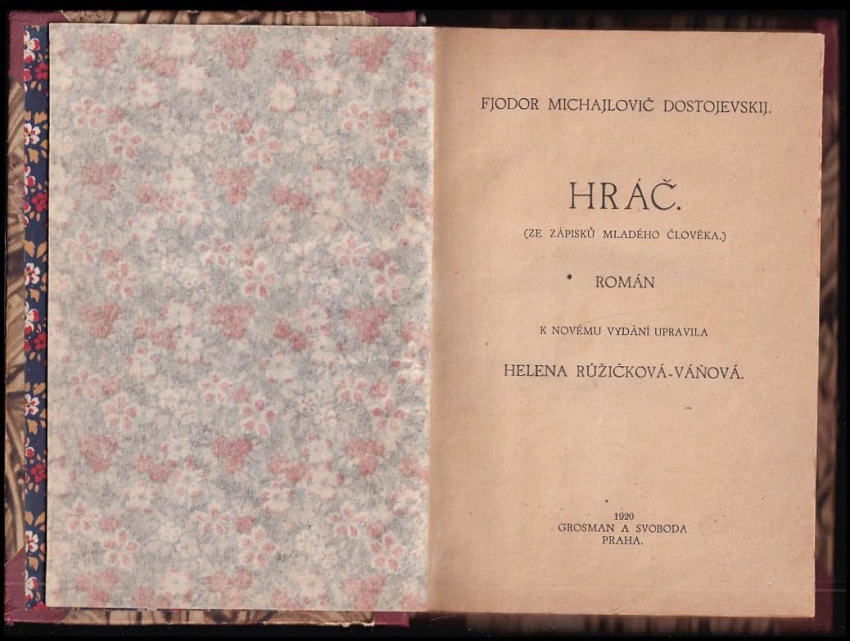 FJODOR MICHAJLOVIČ DOSTOJEVSKIJ.
HRÁČ.
(ZE ZÁPISKŮ MLADÉHO ČLOVĚKA.)
ROMÁN
K NOVÉMU VYDÁNÍ UPRAVILA
HELENA RŮŽIČKOVÁ-VÁŇOVÁ.
1920
GROSMAN A SVOBODA
PRAHA.